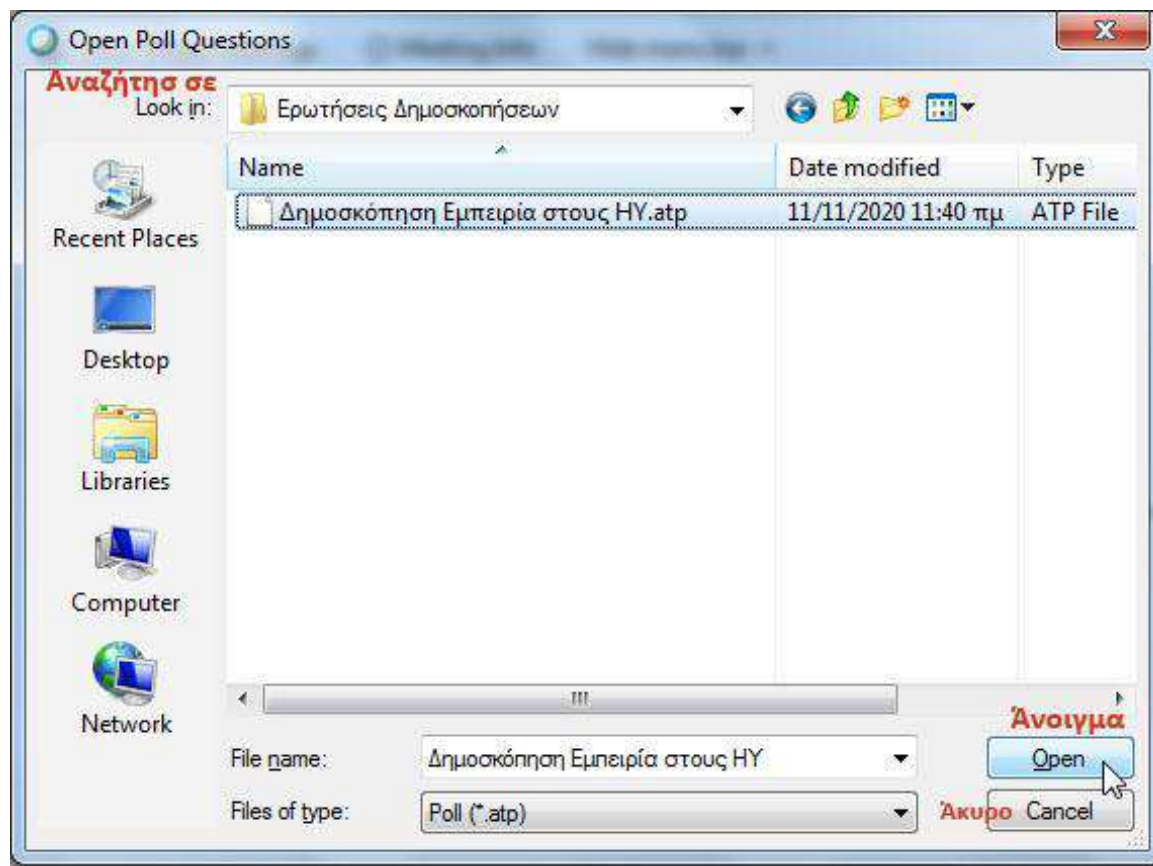 Open Poll Questions
Αναζήτησ σε
Look in:
Ερωτήσεις Δημοσκοπήσεων
Name
Date modified
Type
Δημοσκόπηση Εμπειρία στους ΗΥ.atp
11/11/2020 11:40 πμ
ATP File
Recent Places
Desktop
Libraries
Computer
Network
Άνοιγμα
File name:
Δημοσκόπηση Εμπειρία στους ΗΥ
Open
Files of type:
Poll (*.atp)
Άκυρο
Cancel